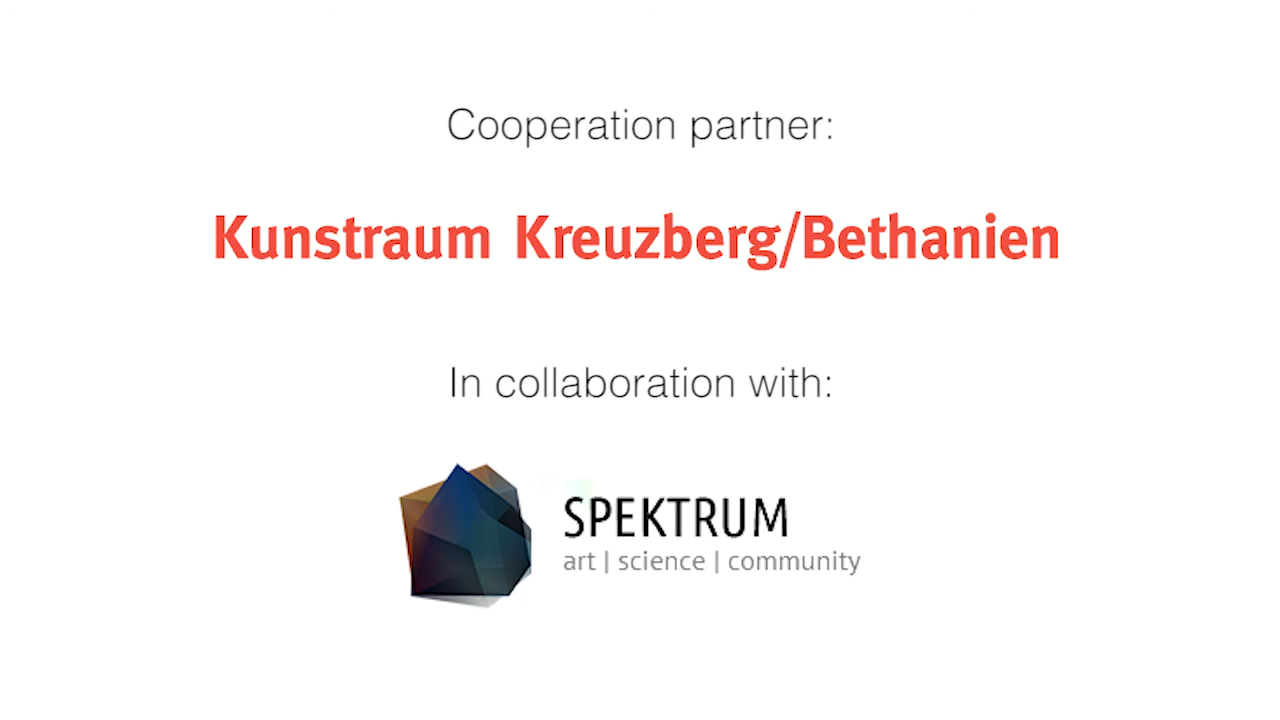 Cooperation partner:
Kunstraum Kreuzberg/Bethanien
In collaboration with:
SPEKTRUM
art | science | community